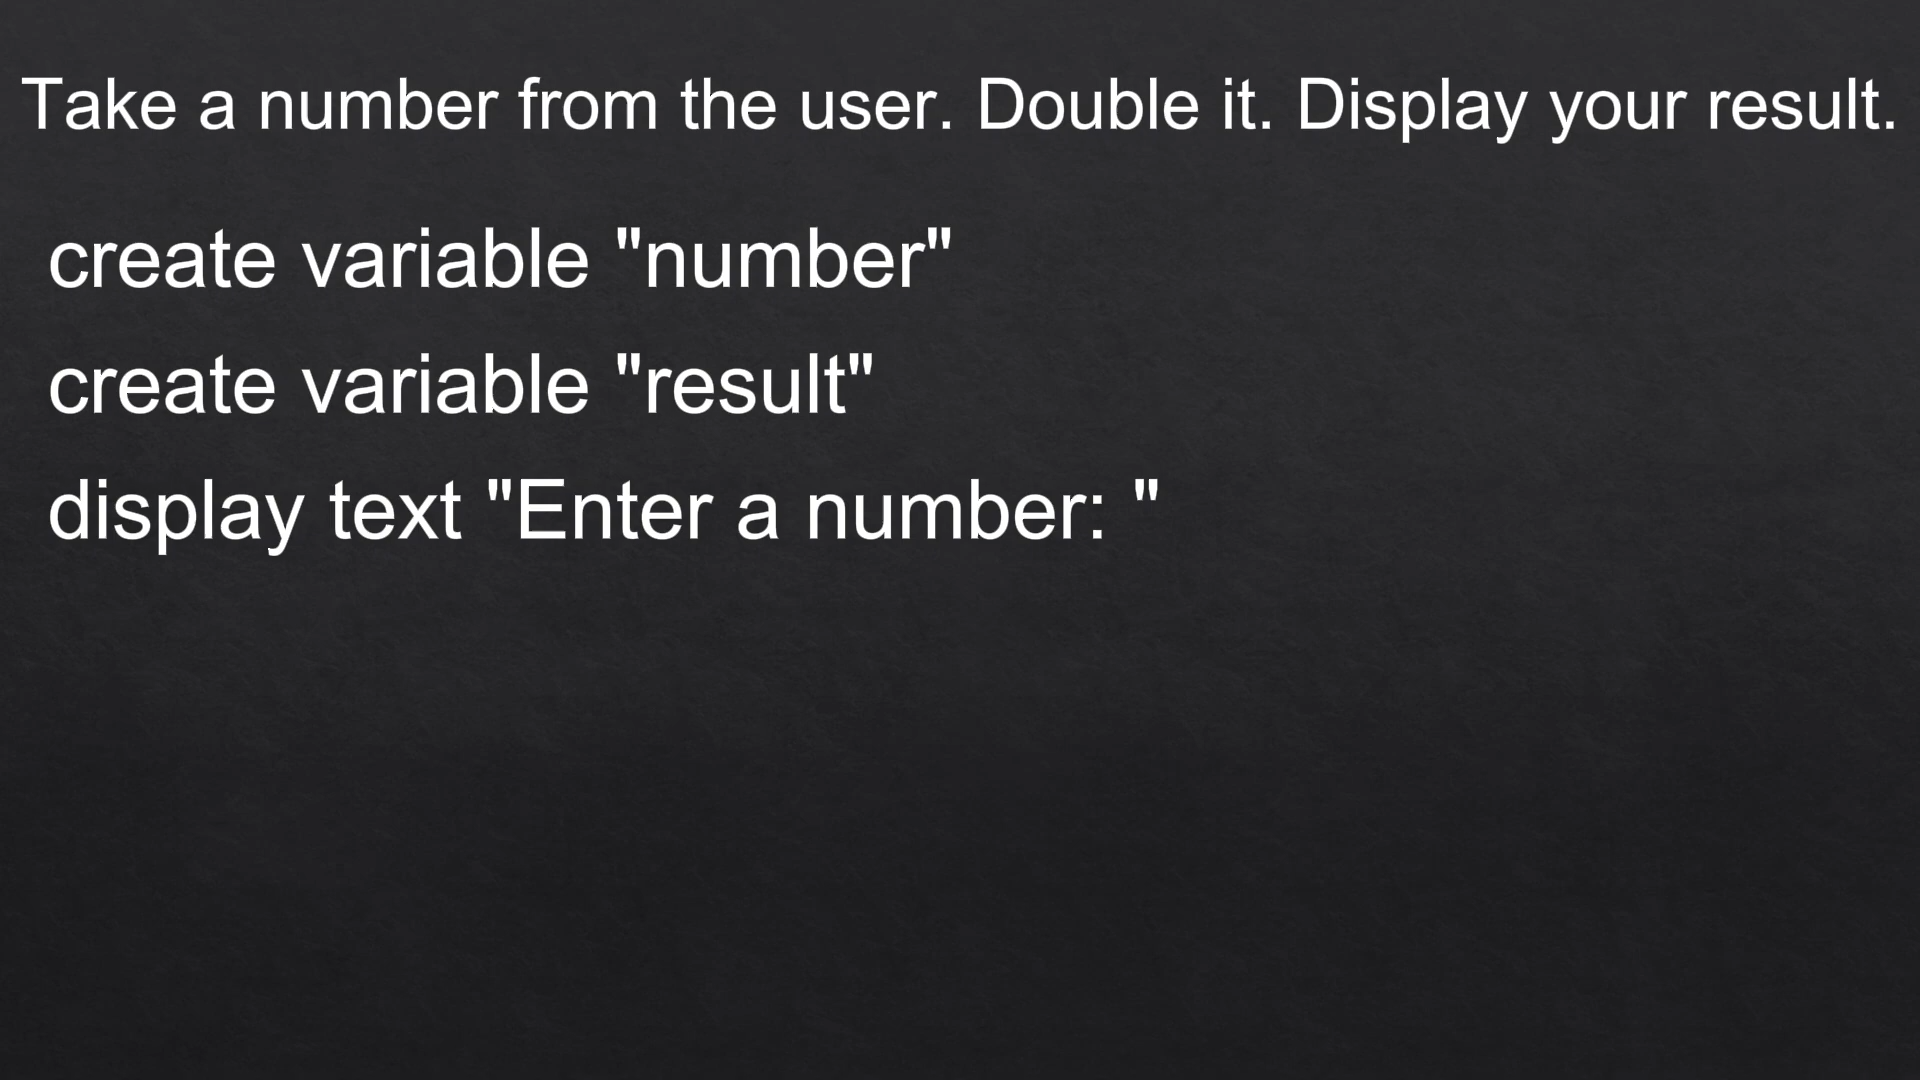 Take a number from the user. Double it. Display your result.
create variable "number"
create variable "result"
display text "Enter a number: "